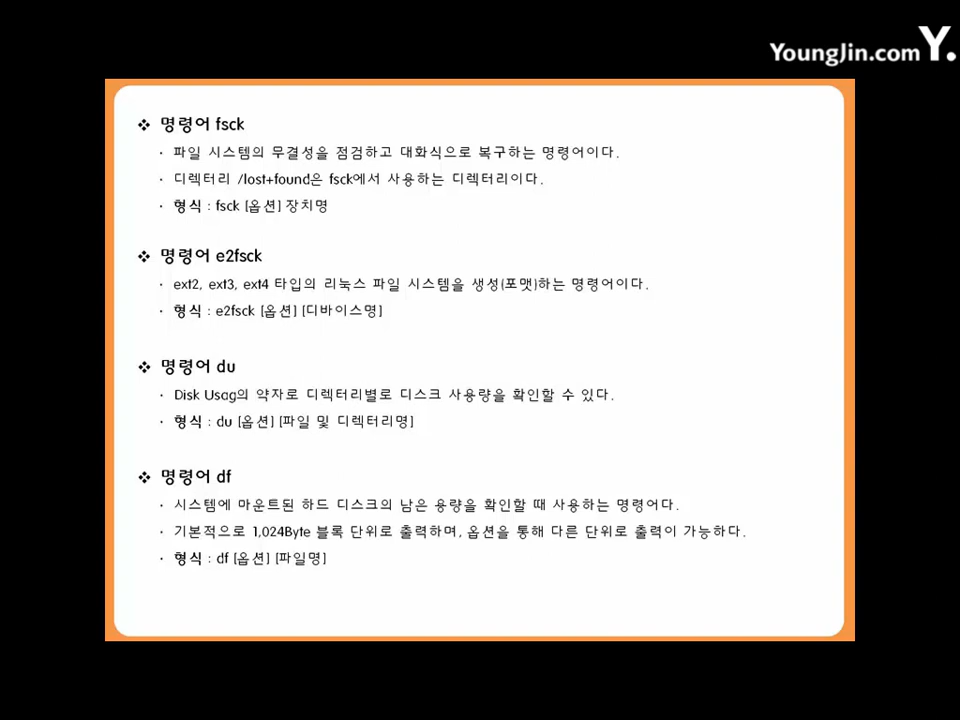 YoungJin.com Y.
❖ 명령어 fsck
· 파일 시스템의 무결성을 점검하고 대화식으로 복구하는 명령어이다.
· 디렉터리 /lost+found은 fsck에서 사용하는 디렉터리이다.
· 형식 : fsck [옵션] 장치명
❖ 명령어 e2fsck
· ext2, ext3, ext4 타입의 리눅스 파일 시스템을 생성(포맷)하는 명령어이다.
· 형식 : e2fsck [옵션] [디바이스명]
❖ 명령어 du
· Disk Usag의 약자로 디렉터리별로 디스크 사용량을 확인할 수 있다.
· 형식 : du [옵션] [파일 및 디렉터리명]
❖ 명령어 df
· 시스템에 마운트된 하드 디스크의 남은 용량을 확인할 때 사용하는 명령어다.
· 기본적으로 1,024Byte 블록 단위로 출력하며, 옵션을 통해 다른 단위로 출력이 가능하다.
· 형식 : df [옵션] [파일명]